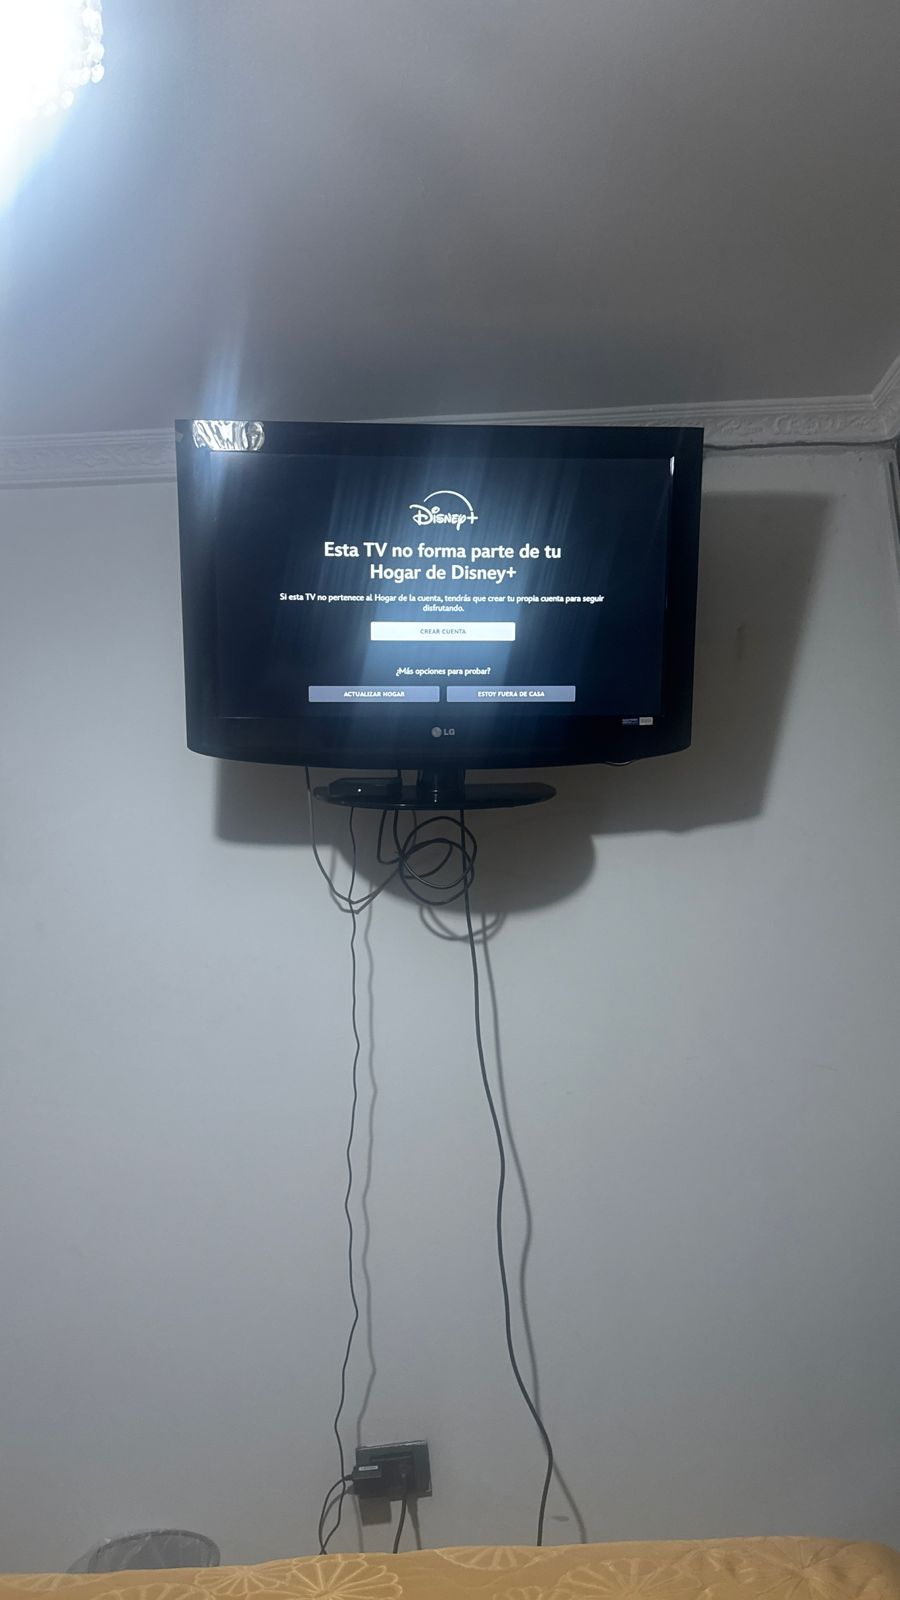 Disney+
Esta TV no forma parte de tu
Hogar de Disney+
Si esta TV no pertenece al Hogar de la cuenta, tendrás que crear tu propia cuenta para seguir
disfrutando.
CREAR CUENTA
¿Más opciones para probar?
ACTUALIZAR HOGAR
ESTOY FUERA DE CASA
LG